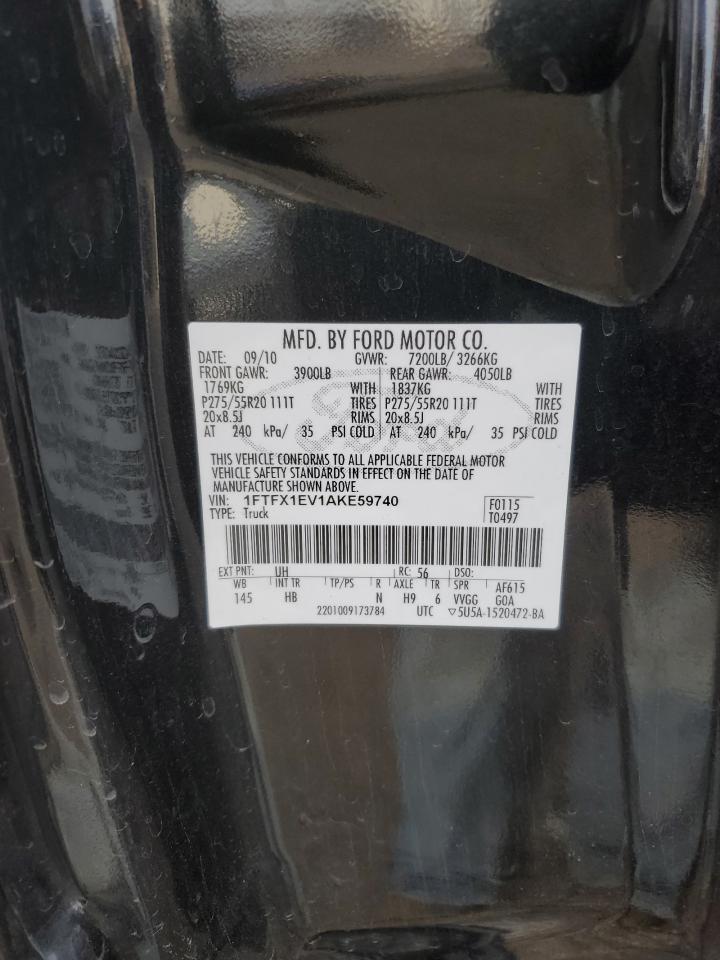 MFD. BY FORD MOTOR CO.
DATE: 09/10 GVWR: 7200LB/ 3266KG
FRONT GAWR: 3900LB REAR GAWR: 4050LB
1769KG WITH 1837KG WITH
P275/55R20 111T TIRES P275/55R20 111T TIRES
20x8.5J RIMS 20x8.5J RIMS
AT 240 kPa/ 35 PSI COLD AT 240 kPa/ 35 PSI COLD
Ford
THIS VEHICLE CONFORMS TO ALL APPLICABLE FEDERAL MOTOR
VEHICLE SAFETY STANDARDS IN EFFECT ON THE DATE OF
MANUFACTURE SHOWN ABOVE.
VIN: 1FTFX1EV1AKE59740 F0115
TYPE: Truck T0497
EXT PNT: UH RC: 56 DSO:
WB INT TR TP/PS R AXLE TR SPR AF615
145 HB N H9 6 VVGG GOA
2201009173784 UTC ▽5U5A-1520472-BA